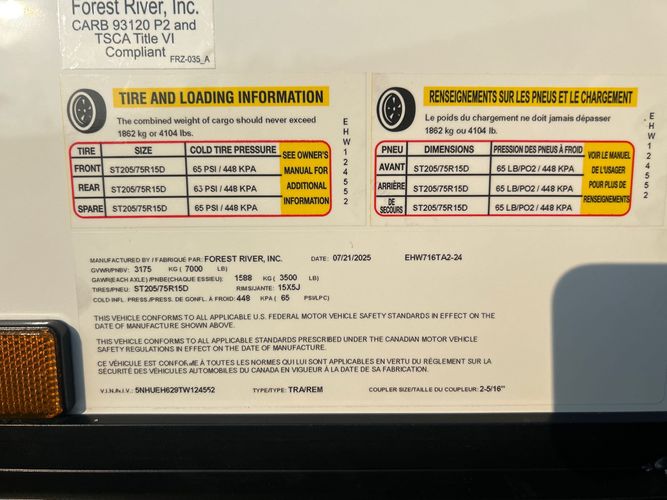 Forest River, Inc.
CARB 93120 P2 and
TSCA Title VI
Compliant
FRZ-035_A
TIRE AND LOADING INFORMATION
The combined weight of cargo should never exceed
1862 kg or 4104 lbs.
TIRE SIZE COLD TIRE PRESSURE
FRONT ST205/75R15D 65 PSI / 448 KPA
REAR ST205/75R15D 65 PSI / 448 KPA
SPARE ST205/75R15D 65 PSI / 448 KPA
SEE OWNER'S
MANUAL FOR
ADDITIONAL
INFORMATION
EHW124552
RENSEIGNEMENTS SUR LES PNEUS ET LE CHARGEMENT
Le poids du chargement ne doit jamais dépasser
1862 kg ou 4104 lb.
PNEU DIMENSIONS PRESSION DES PNEUS À FROID
AVANT ST205/75R15D 65 LB/PO2 / 448 KPA
ARRIÈRE ST205/75R15D 65 LB/PO2 / 448 KPA
DE SECOURS ST205/75R15D 65 LB/PO2 / 448 KPA
VOIR LE MANUEL
DE L'USAGER
POUR PLUS DE
RENSEIGNEMENTS
EHW124552
MANUFACTURED BY / FABRIQUÉ PAR: FOREST RIVER, INC. DATE: 07/21/2025 EHW716TA2-24
GVWR/PNBV: 3175 KG ( 7000 LB)
GAWR(EACH AXLE) /PNBE(CHAQUE ESSIEU): 1588 KG ( 3500 LB)
TIRES/PNEU: ST205/75R15D RIMS/JANTE: 15X5J
COLD INFL. PRESS./PRESS. DE GONFL. À FROID: 448 KPA ( 65 PSI/LPC)
THIS VEHICLE CONFORMS TO ALL APPLICABLE U.S. FEDERAL MOTOR VEHICLE SAFETY STANDARDS IN EFFECT ON THE
DATE OF MANUFACTURE SHOWN ABOVE.
THIS VEHICLE CONFORMS TO ALL APPLICABLE STANDARDS PRESCRIBED UNDER THE CANADIAN MOTOR VEHICLE
SAFETY REGULATIONS IN EFFECT ON THE DATE OF MANUFACTURE.
CE VÉHICULE EST CONFORME À TOUTES LES NORMES QUI LUI SONT APPLICABLES EN VERTU DU RÈGLEMENT SUR LA
SÉCURITÉ DES VÉHICULES AUTOMOBILES DU CANADA EN VIGUEUR À LA DATE DE SA FABRICATION.
V.I.N./N.I.V.: 5NHUEH629TW124552 TYPE/TYPE: TRA/REM COUPLER SIZE/TAILLE DU COUPLEUR: 2-5/16"